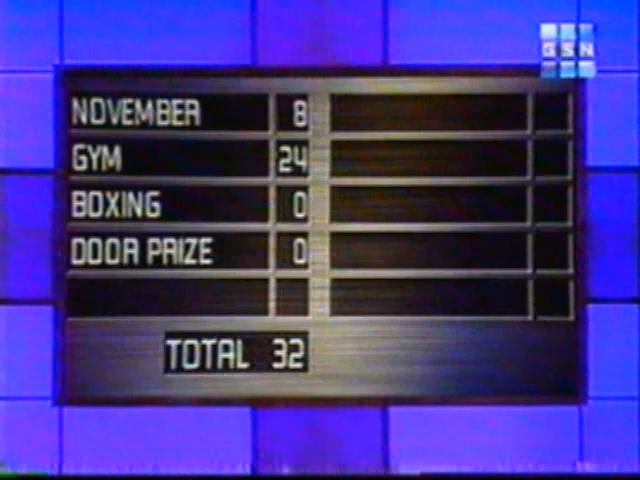 GSN
NOVEMBER 8
GYM 24
BOXING 0
DOOR PRIZE 0
TOTAL 32